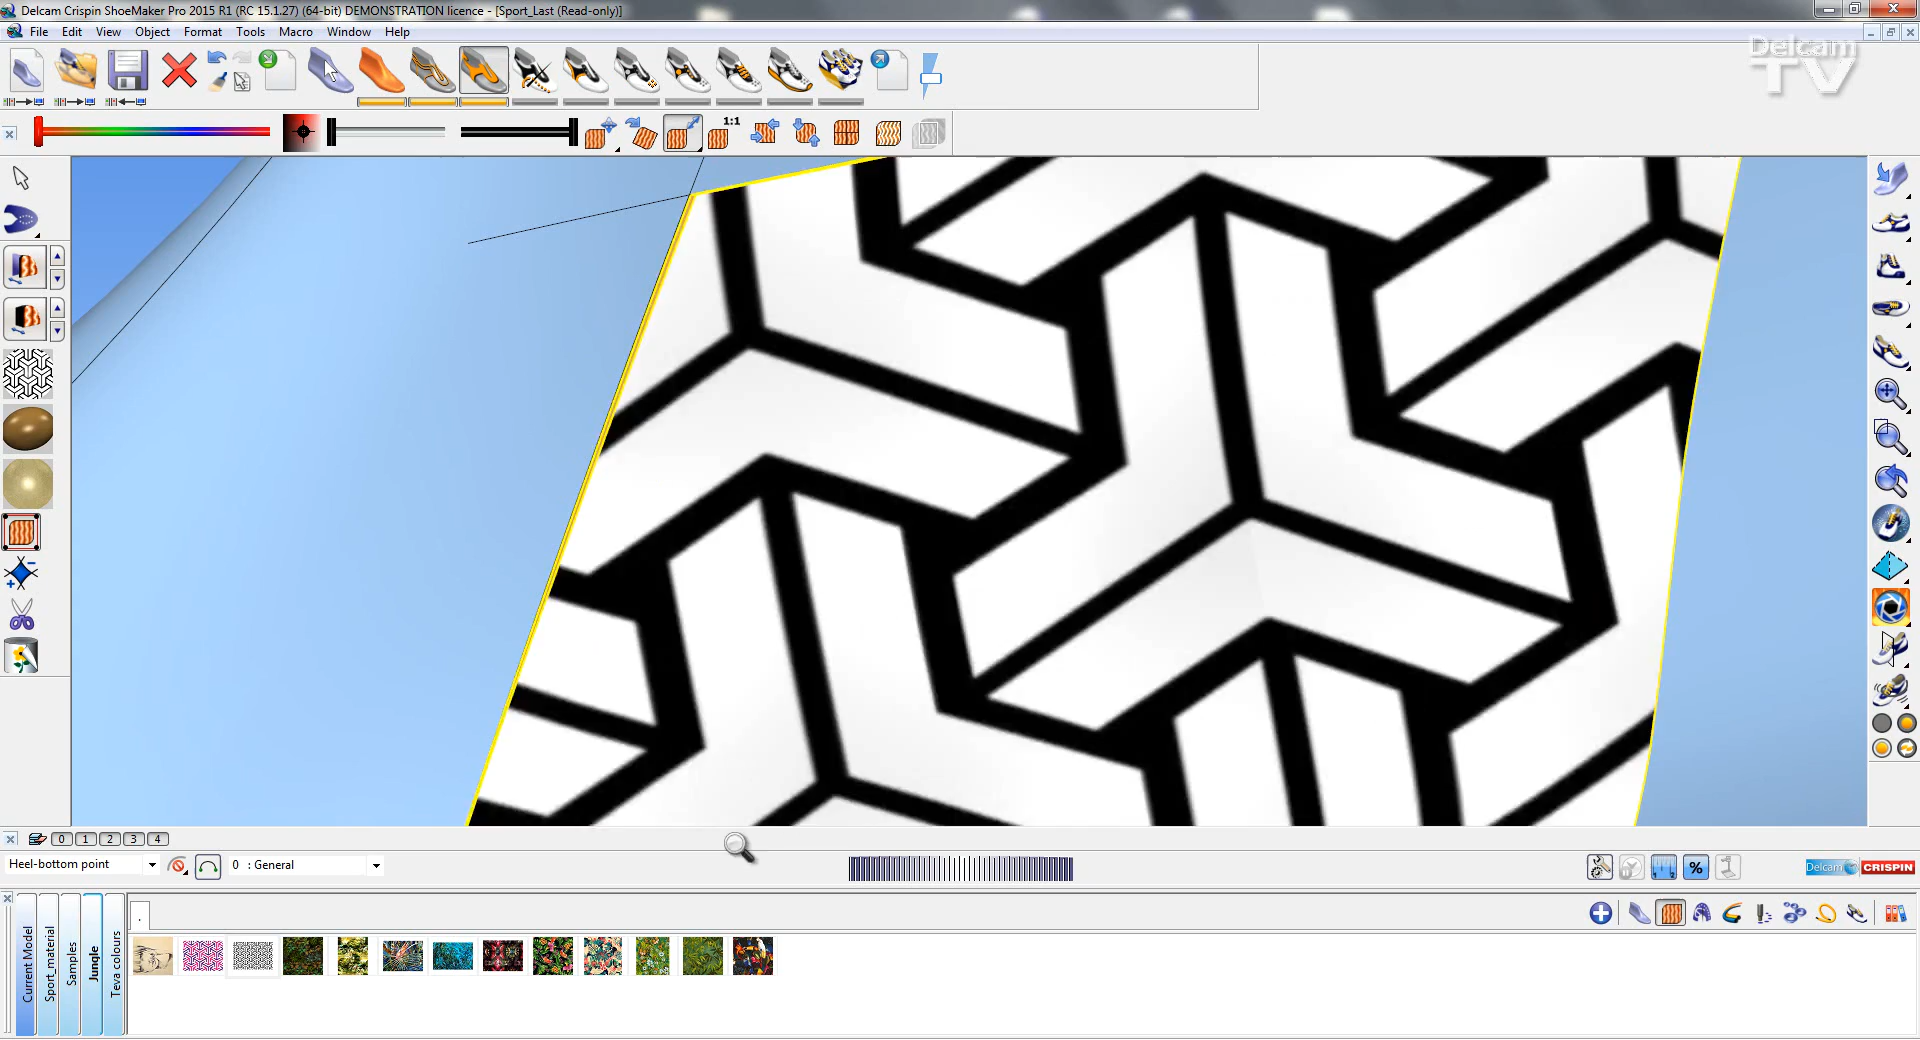 Delcam Crispin ShoeMaker Pro 2015 R1 (RC 15.1.27) (64-bit) DEMONSTRATION licence - [Sport_Last (Read-only)]
File Edit View Object Format Tools Macro Window Help
Delcam
TV
1:1
0 1 2 3 4
Heel-bottom point
0 : General
%
Delcam CRISPIN
Current Model
Sport_material
Samples
Jungle
Teva colours
.